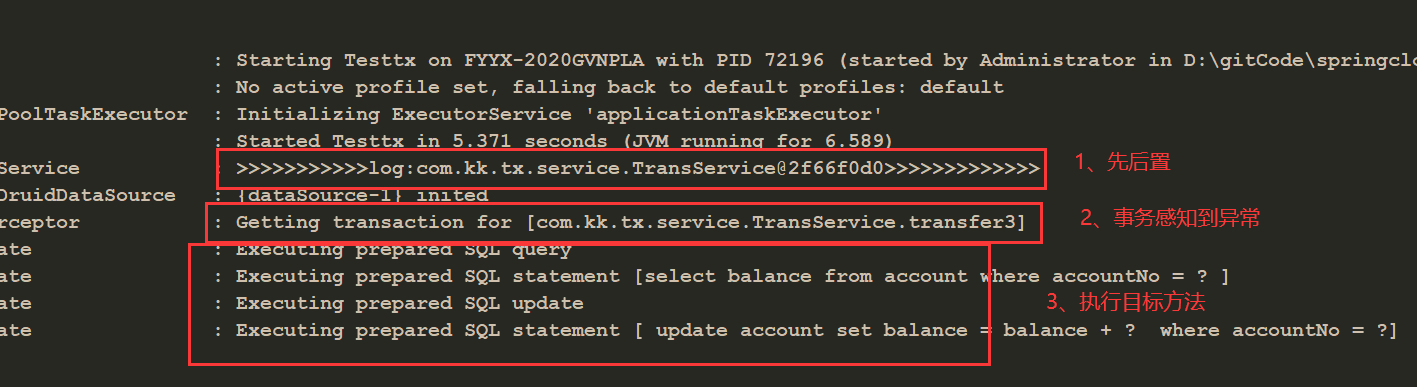 : Starting Testtx on FYYX-2020GVNPLA with PID 72196 (started by Administrator in D:\gitCode\springclo
: No active profile set, falling back to default profiles: default
PoolTaskExecutor : Initializing ExecutorService 'applicationTaskExecutor'
: Started Testtx in 5.371 seconds (JVM running for 6.589)
Service : >>>>>>>>>>>log:com.kk.tx.service.TransService@2f66f0d0>>>>>>>>>>>>> 1、先后置
DruidDataSource : {dataSource-1} inited
rceptor : Getting transaction for [com.kk.tx.service.TransService.transfer3] 2、事务感知到异常
ate : Executing prepared SQL query
ate : Executing prepared SQL statement [select balance from account where accountNo = ? ]
ate : Executing prepared SQL update 3、执行目标方法
ate : Executing prepared SQL statement [ update account set balance = balance + ?  where accountNo = ?]